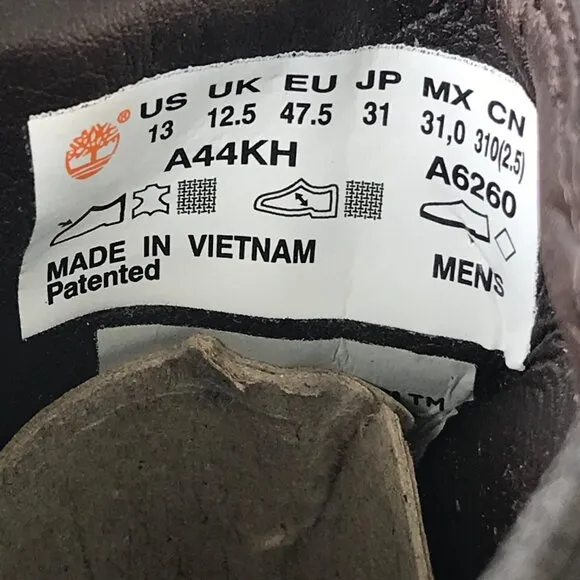 US UK EU JP MX CN
13 12.5 47.5 31 31,0 310(2.5)
A44KH A6260
MADE IN VIETNAM MENS
Patented
®
TM